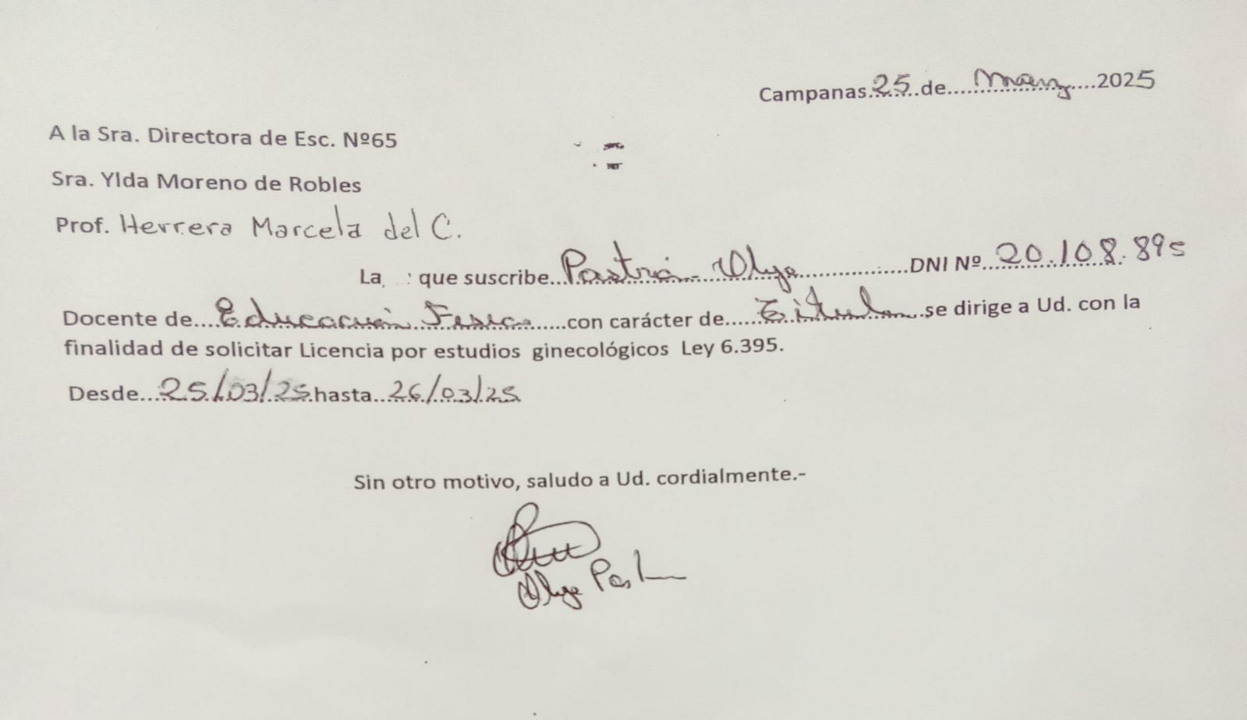 Campanas 25 de Marzo 2025
A la Sra. Directora de Esc. Nº65
Sra. Ylda Moreno de Robles
Prof. Herrera Marcela del C.
La que suscribe... Olga DNI Nº 20.108.895
Docente de....Educación Fisica......con carácter de.....Titular se dirige a Ud. con la
finalidad de solicitar Licencia por estudios ginecológicos Ley 6.395.
Desde...25/03/25 hasta...26/03/25
Sin otro motivo, saludo a Ud. cordialmente.-
Olga